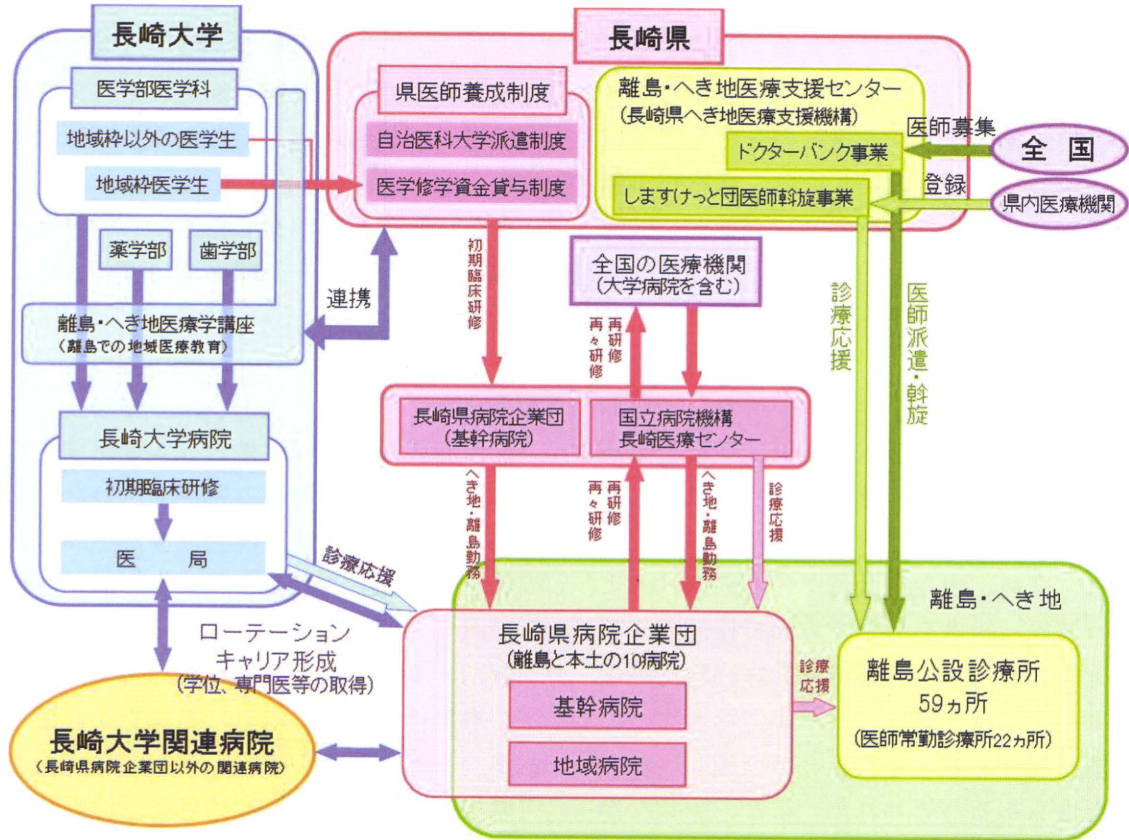 長崎大学
医学部医学科
地域枠以外の医学生
地域枠医学生
薬学部
歯学部
離島・へき地医療学講座
(離島での地域医療教育)
長崎大学病院
初期臨床研修
医　局
長崎県
県医師養成制度
自治医科大学派遣制度
医学修学資金貸与制度
離島・へき地医療支援センター
(長崎県へき地医療支援機構)
ドクターバンク事業
しますけっと団医師斡旋事業
医師募集
全　国
登録
県内医療機関
連携
初期臨床研修
全国の医療機関
(大学病院を含む)
再研修
再々研修
診療応援
医師派遣・斡旋
長崎県病院企業団
(基幹病院)
国立病院機構
長崎医療センター
へき地・離島勤務
再研修
再々研修
へき地・離島勤務
診療応援
診療応援
ローテーション
キャリア形成
(学位、専門医等の取得)
長崎大学関連病院
(長崎県病院企業団以外の関連病院)
離島・へき地
長崎県病院企業団
(離島と本土の10病院)
基幹病院
地域病院
診療
応援
離島公設診療所
59ヵ所
(医師常勤診療所22ヵ所)